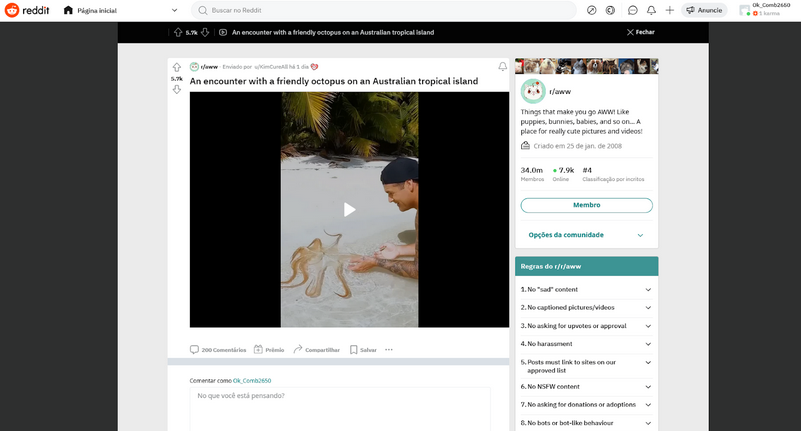 reddit
Página inicial
Buscar no Reddit
Anuncie
Ok_Comb2650
1 karma
5.7k
An encounter with a friendly octopus on an Australian tropical island
Fechar
5.7k
r/aww · Enviado por u/KimCureAll há 1 dia
An encounter with a friendly octopus on an Australian tropical island
200 Comentários
Prêmio
Compartilhar
Salvar
Comentar como Ok_Comb2650
No que você está pensando?
r/aww
Things that make you go AWW! Like
puppies, bunnies, babies, and so on... A
place for really cute pictures and videos!
Criado em 25 de jan. de 2008
34.0m 7.9k #4
Membros Online Classificação por inscritos
Membro
Opções da comunidade
Regras do r/r/aww
1. No "sad" content
2. No captioned pictures/videos
3. No asking for upvotes or approval
4. No harassment
5. Posts must link to sites on our
approved list
6. No NSFW content
7. No asking for donations or adoptions
8. No bots or bot-like behaviour